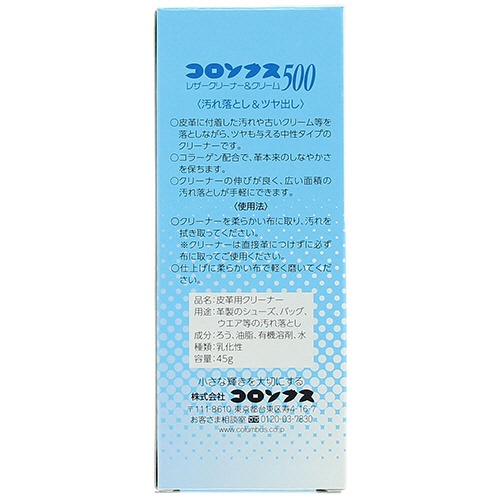 コロンブス500
レザークリーナー&クリーム
〈汚れ落とし&ツヤ出し〉
○皮革に付着した汚れや古いクリーム等を
落としながら、ツヤも与える中性タイプの
クリーナーです。
○コラーゲン配合で、革本来のしなやかさ
を保ちます。
○クリーナーの伸びが良く、広い面積の
汚れ落としが手軽にできます。
〈使用法〉
○クリーナーを柔らかい布に取り、汚れを
拭き取ってください。
※クリーナーは直接革につけずに必ず
布に取ってご使用ください。
○仕上げに柔らかい布で軽く磨いてください。
品名:皮革用クリーナー
用途:革製のシューズ、バッグ、
ウエア等の汚れ落とし
成分:ろう、油脂、有機溶剤、水
種類:乳化性
容量:45g
小さな輝きを大切にする
株式会社コロンブス
〒111-8610 東京都台東区寿4-16-7
お客さま相談室 0120-03-7830
www.columbus.co.jp